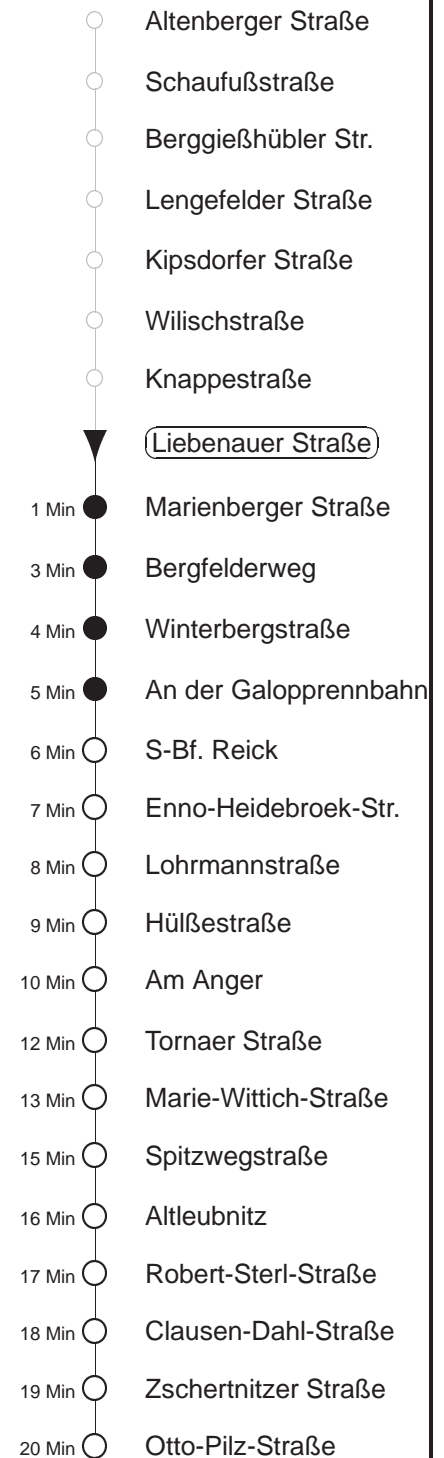 Altenberger Straße
Schaufußstraße
Berggießhübler Str.
Lengefelder Straße
Kipsdorfer Straße
Wilischstraße
Knappestraße
Liebenauer Straße
1 Min Marienberger Straße
3 Min Bergfelderweg
4 Min Winterbergstraße
5 Min An der Galopprennbahn
6 Min S-Bf. Reick
7 Min Enno-Heidebroek-Str.
8 Min Lohrmannstraße
9 Min Hülßestraße
10 Min Am Anger
12 Min Tornaer Straße
13 Min Marie-Wittich-Straße
15 Min Spitzwegstraße
16 Min Altleubnitz
17 Min Robert-Sterl-Straße
18 Min Clausen-Dahl-Straße
19 Min Zschertnitzer Straße
20 Min Otto-Pilz-Straße